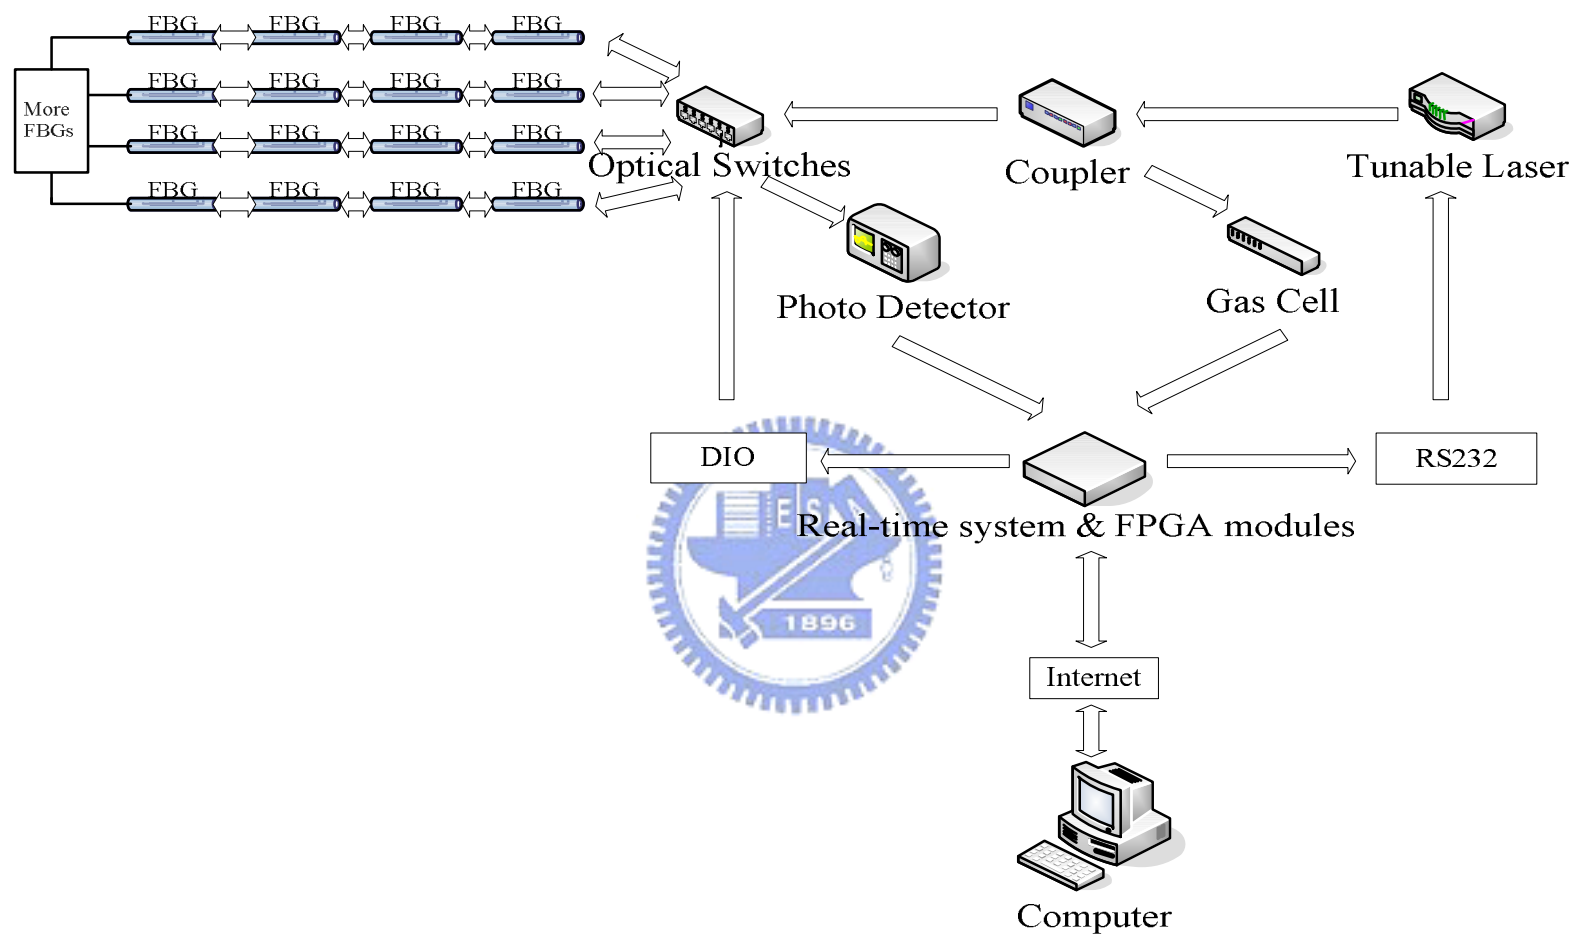 FBG FBG FBG FBG
FBG FBG FBG FBG
More
FBGs
FBG FBG FBG FBG
FBG FBG FBG FBG
Optical Switches
Coupler
Tunable Laser
Photo Detector
Gas Cell
DIO
RS232
Real-time system & FPGA modules
ES
1896
Internet
Computer